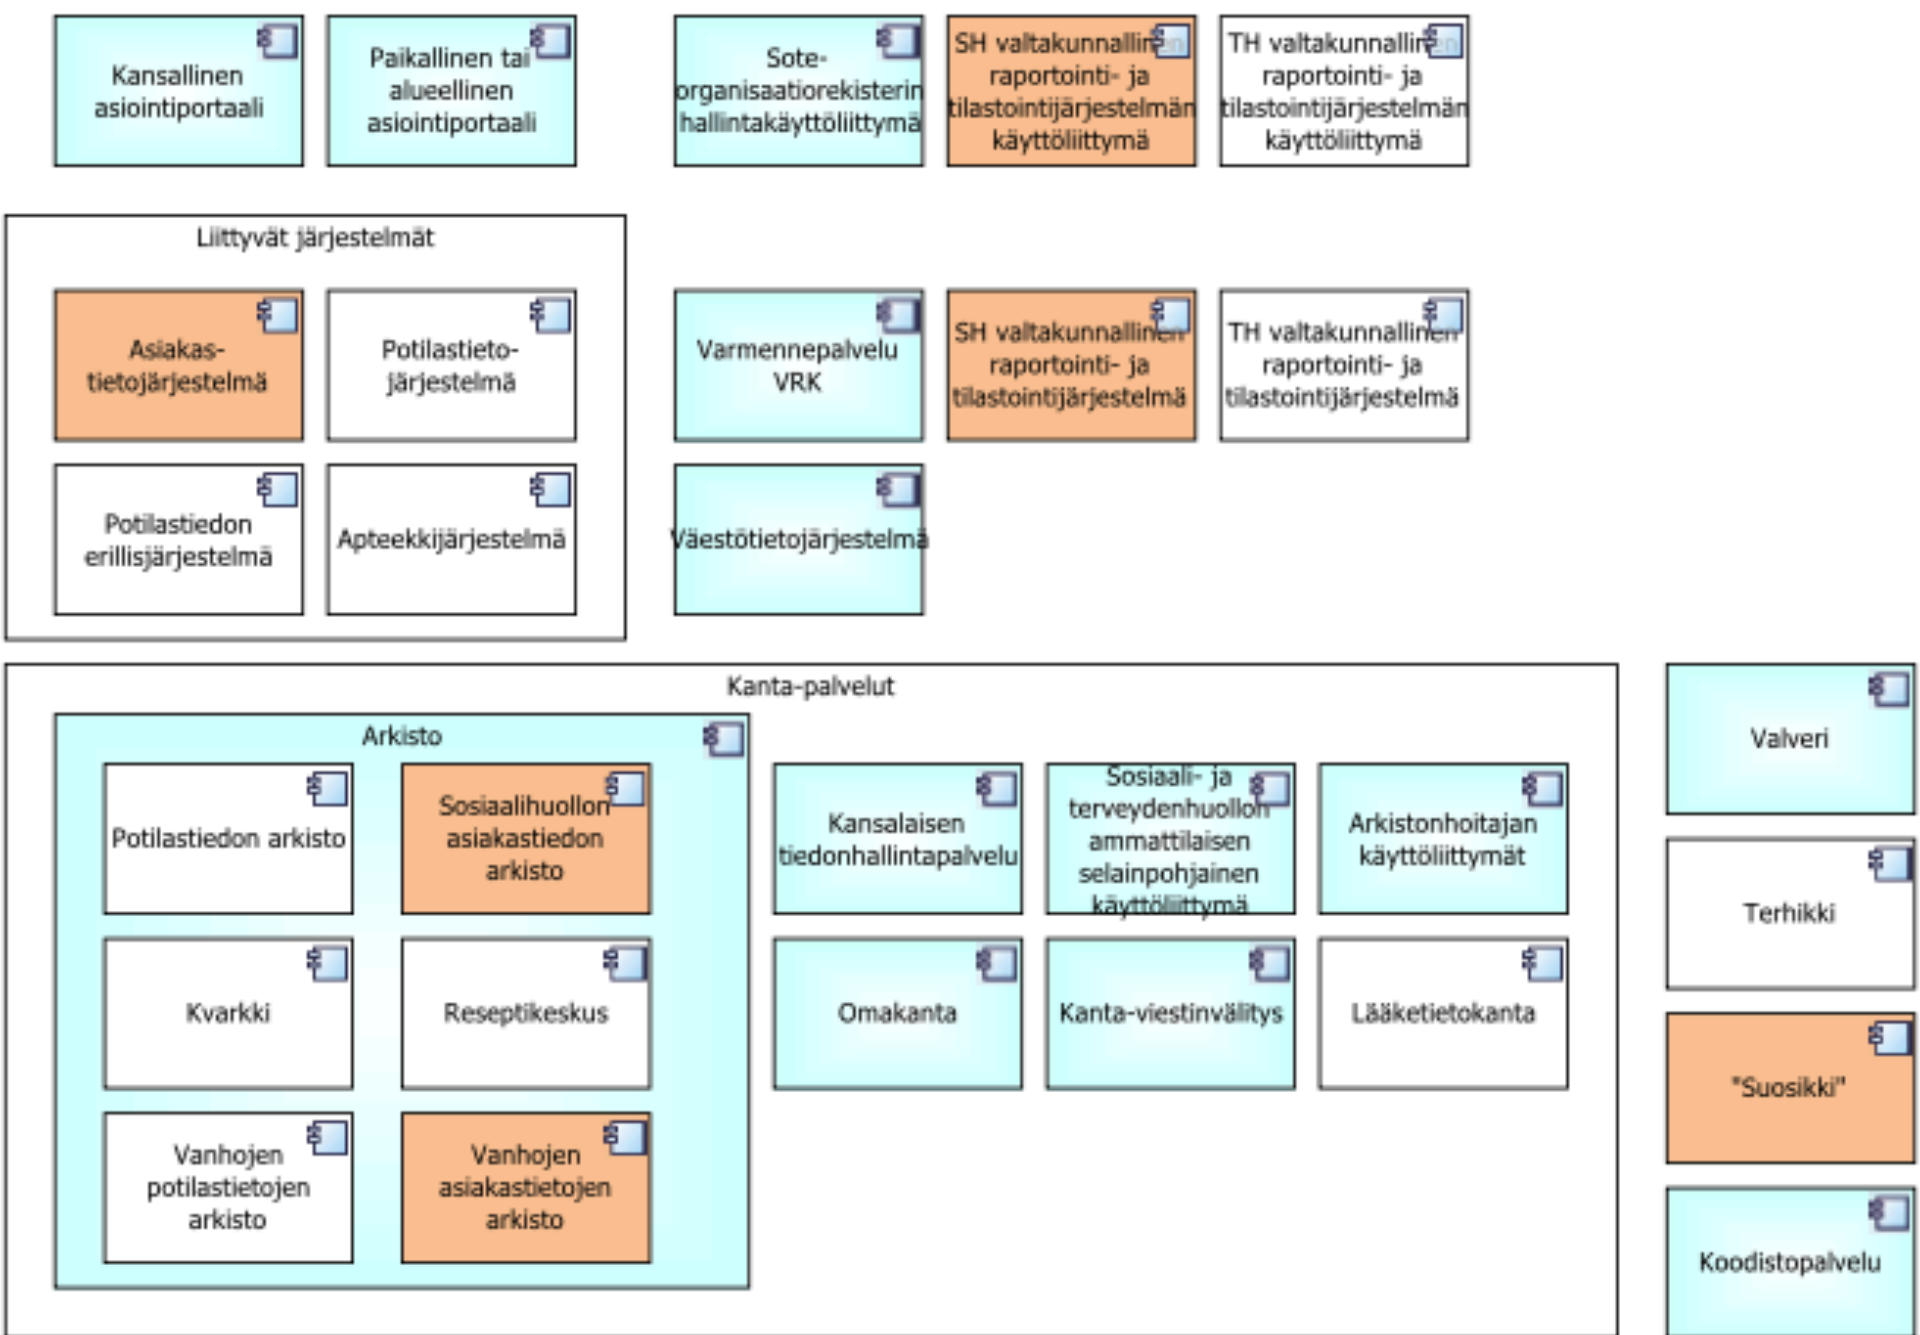 Kansallinen
asiointiportaali
Paikallinen tai
alueellinen
asiointiportaali
Sote-
organisaatiorekisterin
hallintakäyttöliittymä
SH valtakunnallinen
raportointi- ja
tilastointijärjestelmän
käyttöliittymä
TH valtakunnallinen
raportointi- ja
tilastointijärjestelmän
käyttöliittymä
Liittyvät järjestelmät
Asiakas-
tietojärjestelmä
Potilastieto-
järjestelmä
Varmennepalvelu
VRK
SH valtakunnallinen
raportointi- ja
tilastointijärjestelmä
TH valtakunnallinen
raportointi- ja
tilastointijärjestelmä
Potilastiedon
erillisjärjestelmä
Apteekkijärjestelmä
Väestötietojärjestelmä
Kanta-palvelut
Arkisto
Potilastiedon arkisto
Sosiaalihuollon
asiakastiedon
arkisto
Kansalaisen
tiedonhallintapalvelu
Sosiaali- ja
terveydenhuollon
ammattilaisen
selainpohjainen
käyttöliittymä
Arkistonhoitajan
käyttöliittymät
Valveri
Terhikki
Kvarkki
Reseptikeskus
Omakanta
Kanta-viestinvälitys
Lääketietokanta
"Suosikki"
Vanhojen
potilastietojen
arkisto
Vanhojen
asiakastietojen
arkisto
Koodistopalvelu